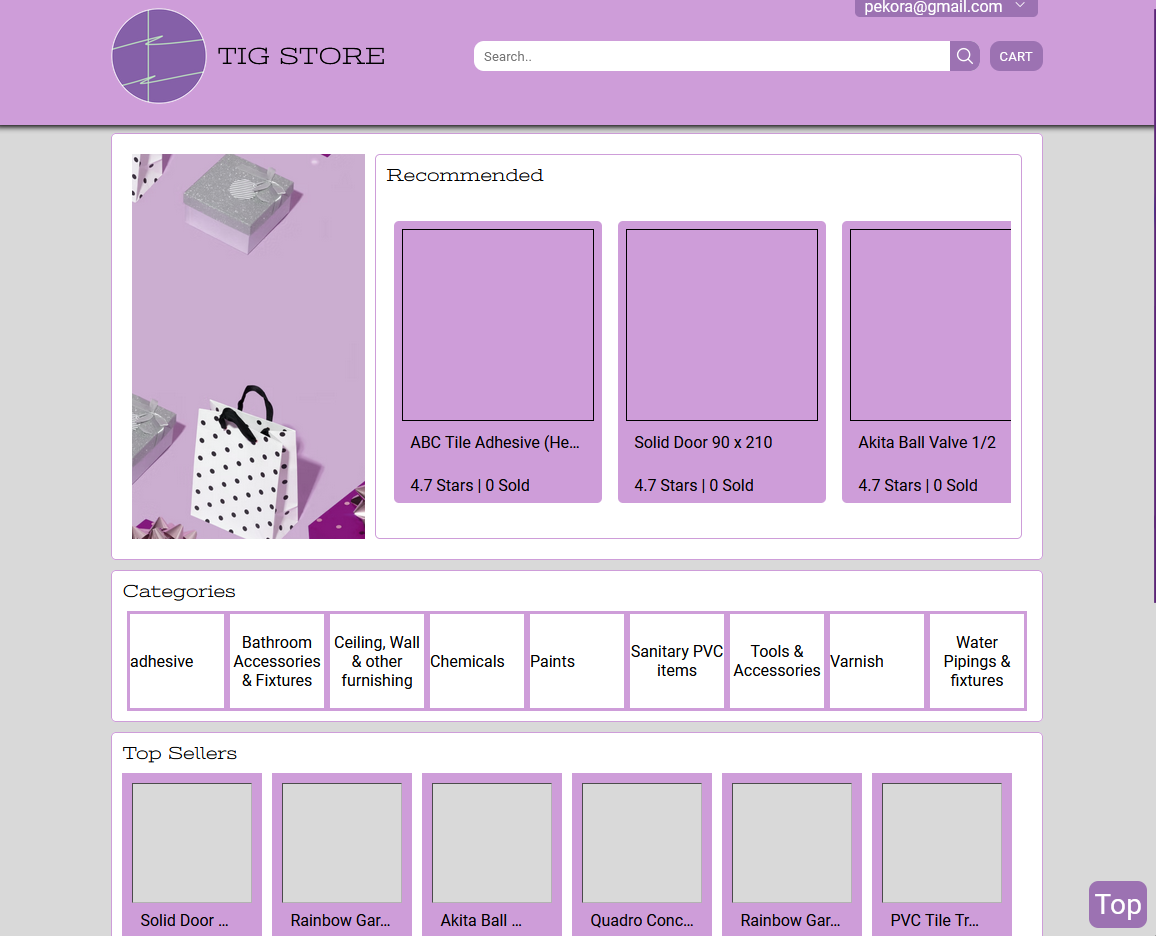 pekora@gmail.com
TIG STORE
Search..
CART
Recommended
ABC Tile Adhesive (He...
4.7 Stars | 0 Sold
Solid Door 90 x 210
4.7 Stars | 0 Sold
Akita Ball Valve 1/2
4.7 Stars | 0 Sold
Categories
adhesive
Bathroom
Accessories
& Fixtures
Ceiling, Wall
& other
furnishing
Chemicals
Paints
Sanitary PVC
items
Tools &
Accessories
Varnish
Water
Pipings &
fixtures
Top Sellers
Solid Door ...
Rainbow Gar...
Akita Ball ...
Quadro Conc...
Rainbow Gar...
PVC Tile Tr...
Top